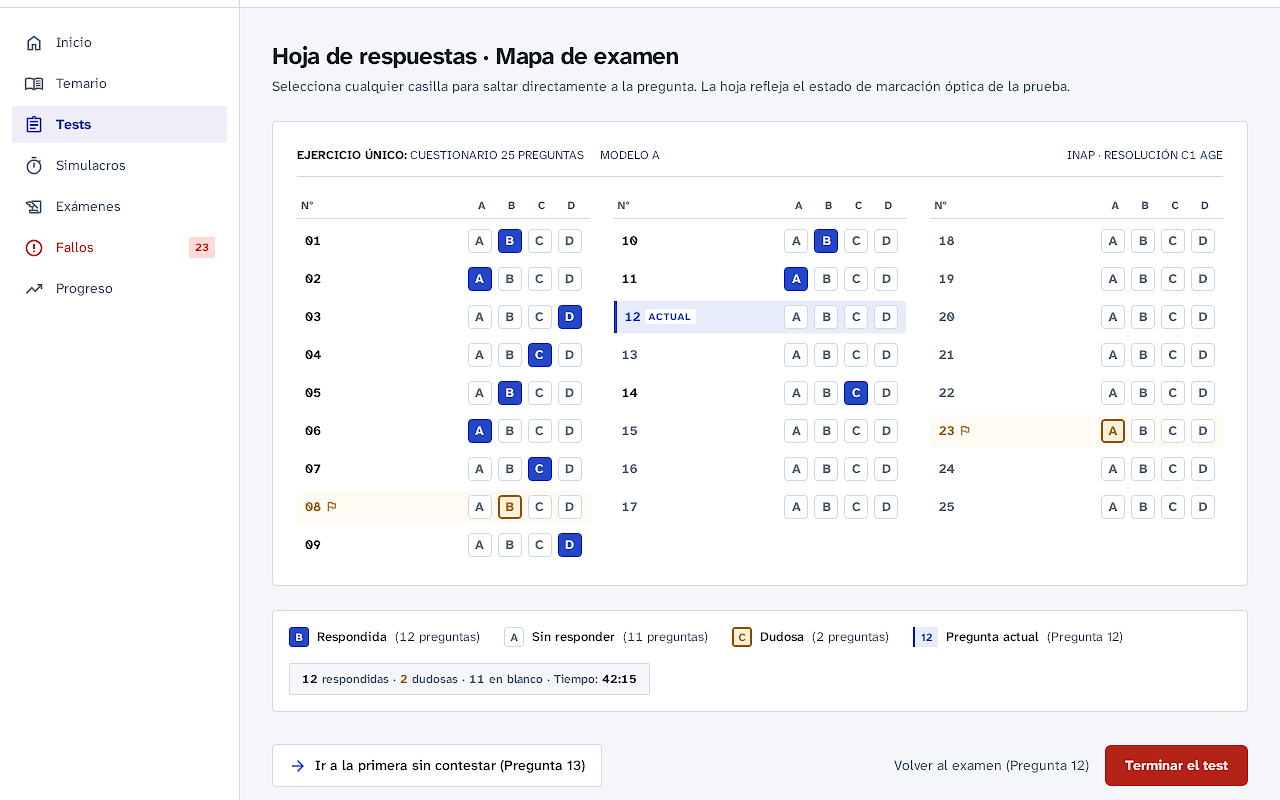 Inicio
Temario
Tests
Simulacros
Exámenes
Fallos 23
Progreso
Hoja de respuestas · Mapa de examen
Selecciona cualquier casilla para saltar directamente a la pregunta. La hoja refleja el estado de marcación óptica de la prueba.
EJERCICIO ÚNICO: CUESTIONARIO 25 PREGUNTAS MODELO A INAP · RESOLUCIÓN C1 AGE
Nº A B C D
01 A B C D
02 A B C D
03 A B C D
04 A B C D
05 A B C D
06 A B C D
07 A B C D
08 A B C D
09 A B C D
Nº A B C D
10 A B C D
11 A B C D
12 ACTUAL A B C D
13 A B C D
14 A B C D
15 A B C D
16 A B C D
17 A B C D
Nº A B C D
18 A B C D
19 A B C D
20 A B C D
21 A B C D
22 A B C D
23 A B C D
24 A B C D
25 A B C D
B Respondida (12 preguntas) A Sin responder (11 preguntas) C Dudosa (2 preguntas) 12 Pregunta actual (Pregunta 12)
12 respondidas · 2 dudosas · 11 en blanco · Tiempo: 42:15
Ir a la primera sin contestar (Pregunta 13)
Volver al examen (Pregunta 12)
Terminar el test